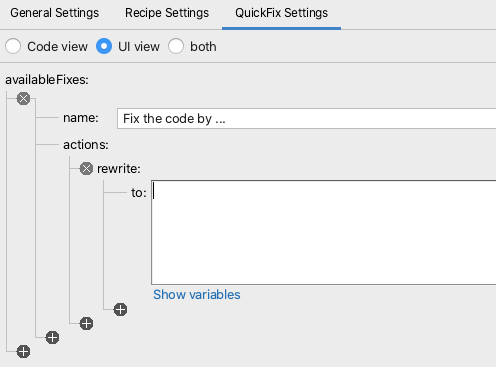 General Settings Recipe Settings QuickFix Settings
Code view UI view both
availableFixes:
name: Fix the code by ...
actions:
rewrite:
to:
Show variables